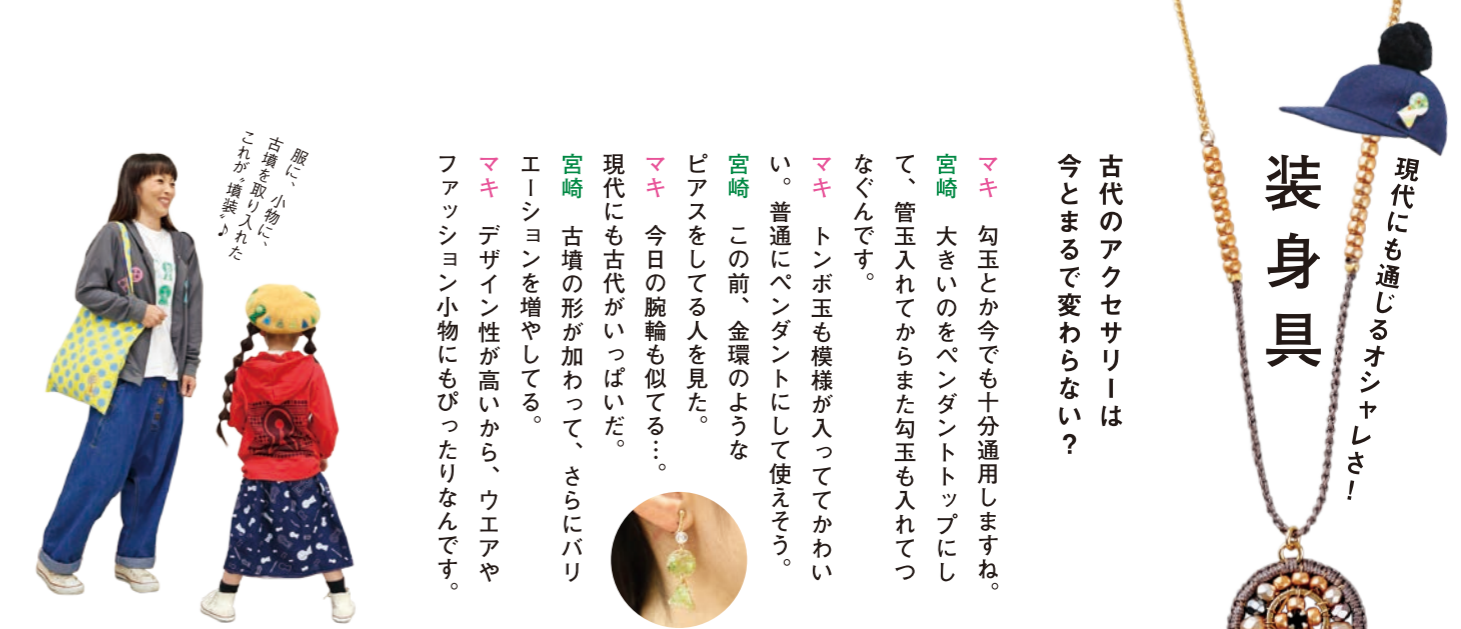 現代にも通じるオシャレさ！
装身具
古代のアクセサリーは
今とまるで変わらない？
マキ　勾玉とか今でも十分通用しますね。
宮崎　大きいのをペンダントトップにし
て、管玉入れてからまた勾玉も入れてつ
なぐんです。
マキ　トンボ玉も模様が入っててかわい
い。普通にペンダントにして使えそう。
宮崎　この前、金環のような
ピアスをしてる人を見た。
マキ　今日の腕輪も似てる…。
現代にも古代がいっぱいだ。
宮崎　古墳の形が加わって、さらにバリ
エーションを増やしてる。
マキ　デザイン性が高いから、ウエアや
ファッション小物にもぴったりなんです。
服に、小物に、
古墳を取り入れた
これが〝墳装〟♪